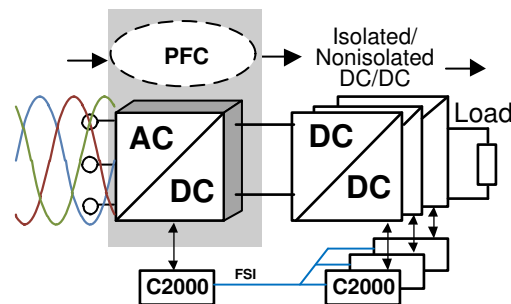 PFC
Isolated/
Nonisolated
DC/DC
Load
AC
DC
DC
DC
C2000
FSI
C2000